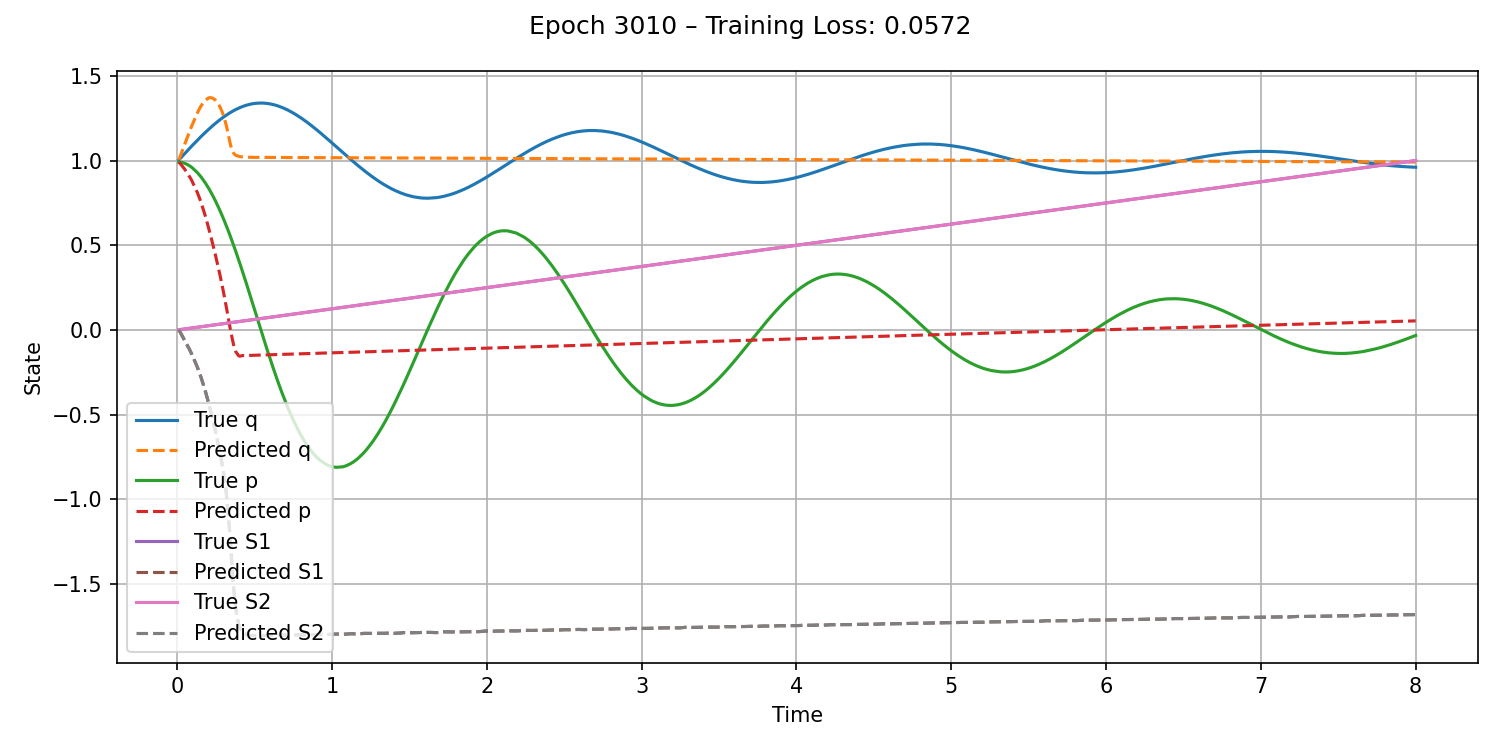 Epoch 3010 – Training Loss: 0.0572
1.5
1.0
0.5
0.0
−0.5
−1.0
−1.5
State
True q
Predicted q
True p
Predicted p
True S1
Predicted S1
True S2
Predicted S2
0 1 2 3 4 5 6 7 8
Time